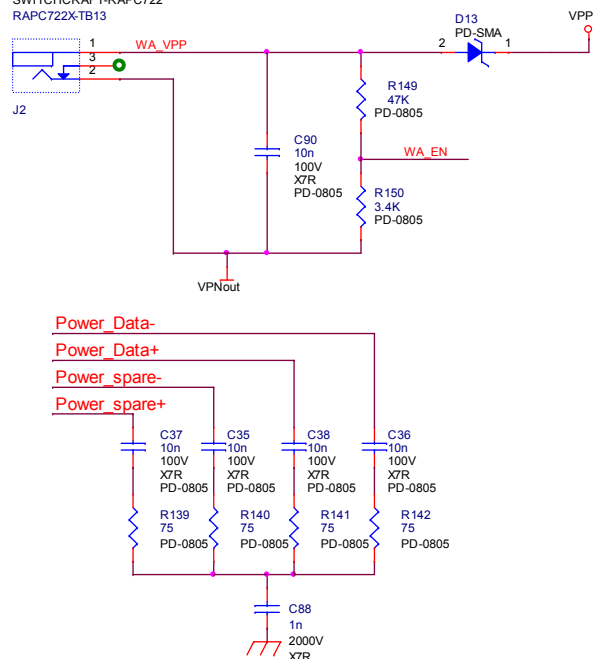 SWITCHCRAFT-RAPC722
RAPC722X-TB13
1
3
2
J2
WA_VPP
D13
PD-SMA
2
1
VPP
R149
47K
PD-0805
C90
10n
100V
X7R
PD-0805
WA_EN
R150
3.4K
PD-0805
VPNout
Power_Data-
Power_Data+
Power_spare-
Power_spare+
C37
10n
100V
X7R
PD-0805
C35
10n
100V
X7R
PD-0805
C38
10n
100V
X7R
PD-0805
C36
10n
100V
X7R
PD-0805
R139
75
PD-0805
R140
75
PD-0805
R141
75
PD-0805
R142
75
PD-0805
C88
1n
2000V
X7R